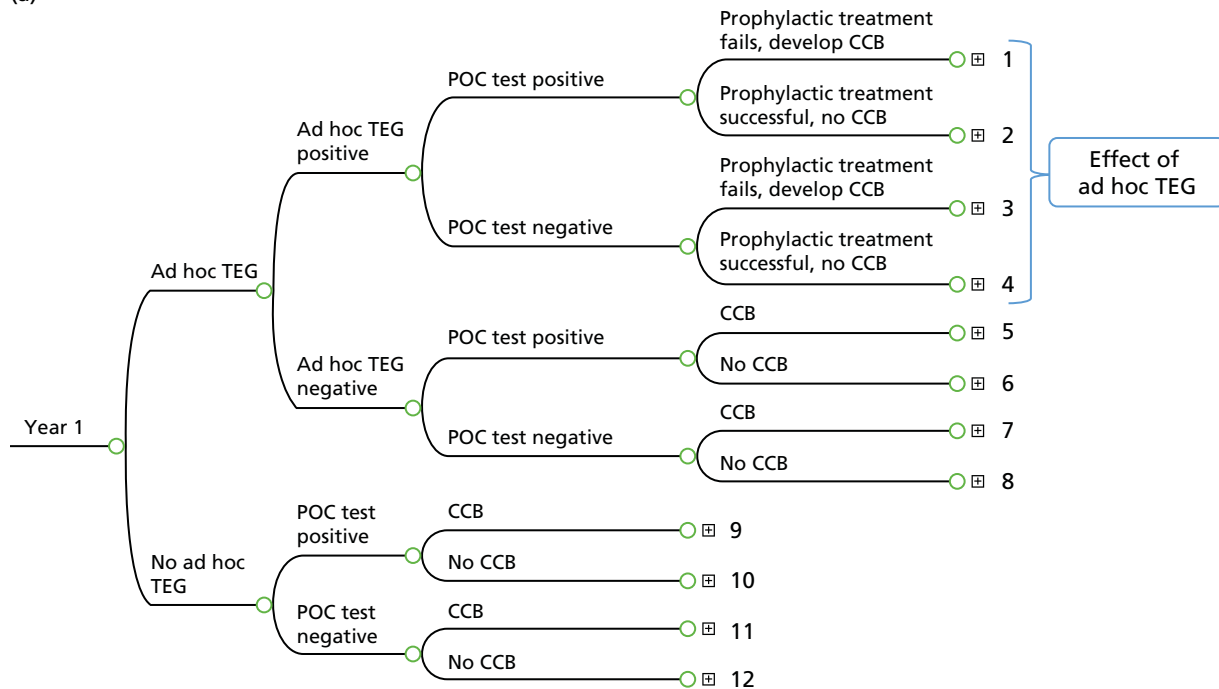 Prophylactic treatment
fails, develop CCB
1
POC test positive
Prophylactic treatment
successful, no CCB
2
Ad hoc TEG
positive
Prophylactic treatment
fails, develop CCB
3
Effect of
ad hoc TEG
POC test negative
Prophylactic treatment
successful, no CCB
4
Ad hoc TEG
CCB
5
POC test positive
No CCB
6
Ad hoc TEG
negative
CCB
7
POC test negative
No CCB
8
Year 1
POC test
positive
CCB
9
No CCB
10
No ad hoc
TEG
POC test
negative
CCB
11
No CCB
12